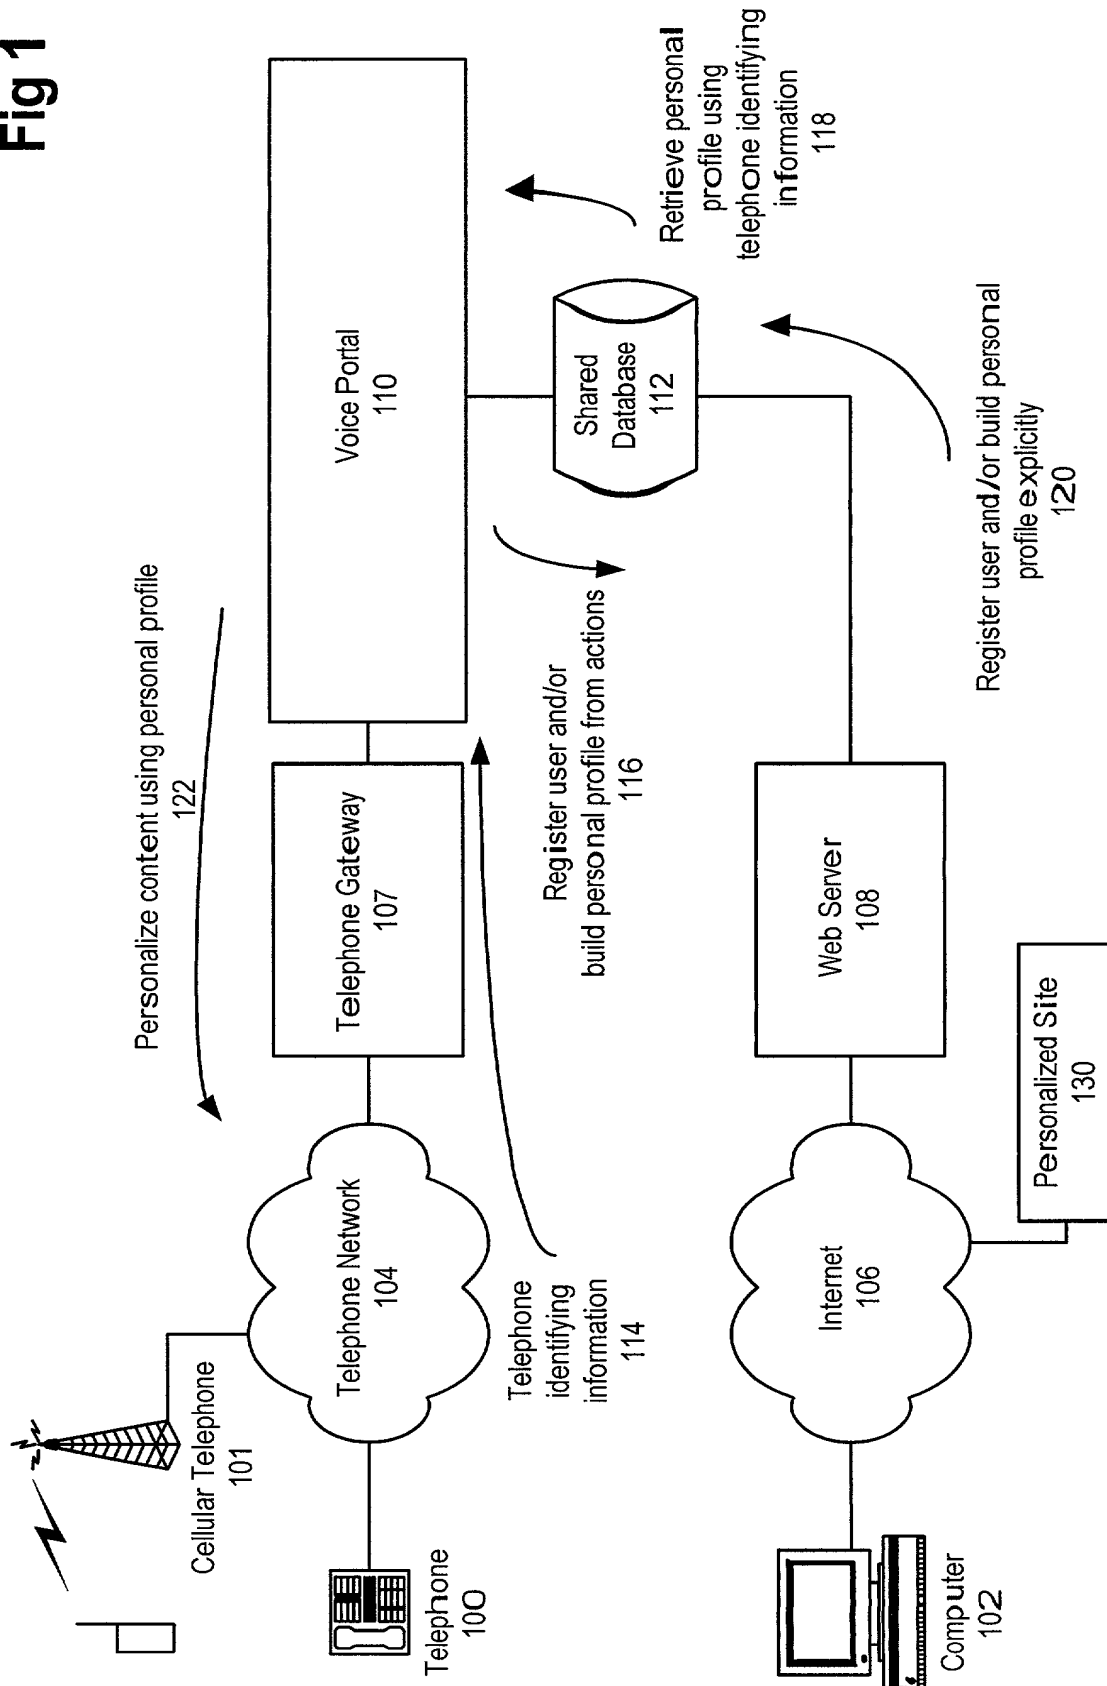 Fig 1
Personalize content using personal profile
122
Cellular Telephone
101
Telephone
100
Telephone Network
104
Telephone Gateway
107
Voice Portal
110
Telephone
identifying
information
114
Register user and/or
build personal profile from actions
116
Shared
Database
112
Retrieve personal
profile using
telephone identifying
information
118
Computer
102
Internet
106
Web Server
108
Register user and/or build personal
profile explicitly
120
Personalized Site
130